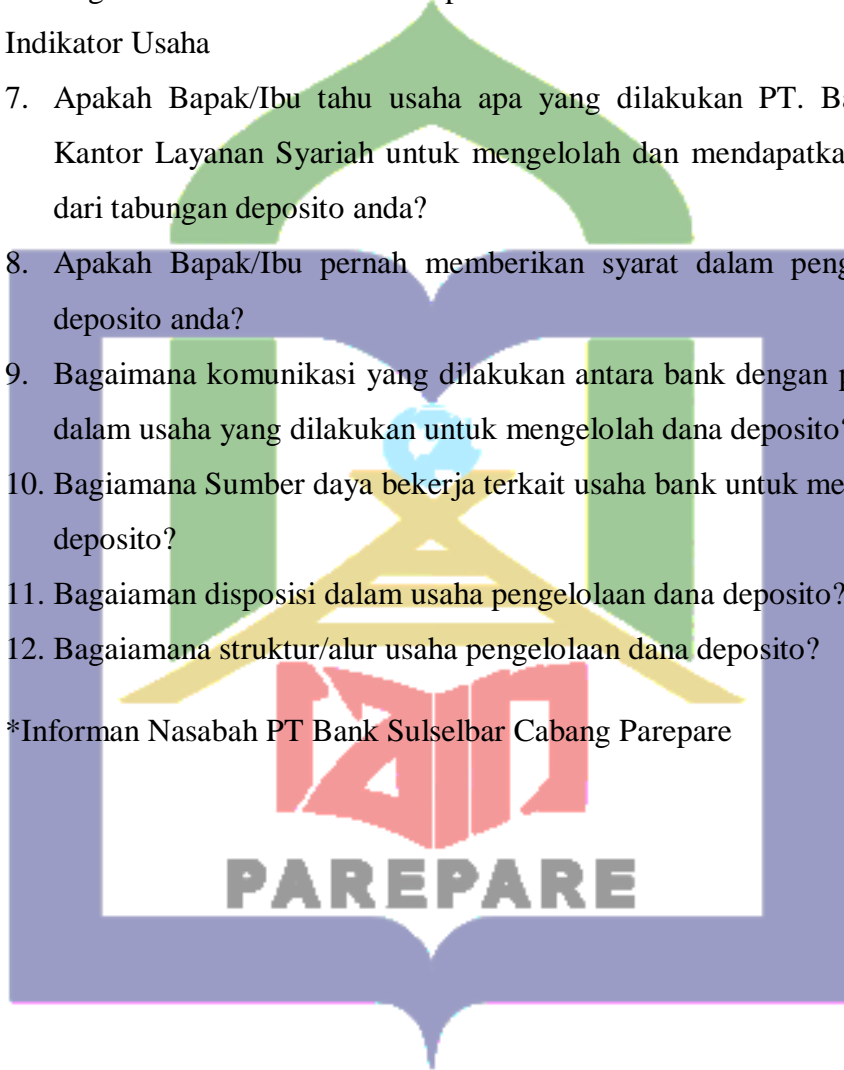 Indikator Usaha
7. Apakah Bapak/Ibu tahu usaha apa yang dilakukan PT.
Kantor Layanan Syariah untuk mengelolah dan
dari tabungan deposito anda?
8. Apakah Bapak/Ibu pernah memberikan syarat dalam
deposito anda?
9. Bagaimana komunikasi yang dilakukan antara bank dengan
dalam usaha yang dilakukan untuk mengelolah dana deposito?
10. Bagiamana Sumber daya bekerja terkait usaha bank untuk
deposito?
11. Bagaiaman disposisi dalam usaha pengelolaan dana deposito?
12. Bagaiamana struktur/alur usaha pengelolaan dana deposito?
*Informan Nasabah PT Bank Sulselbar Cabang Parepare
iain
PAREPARE